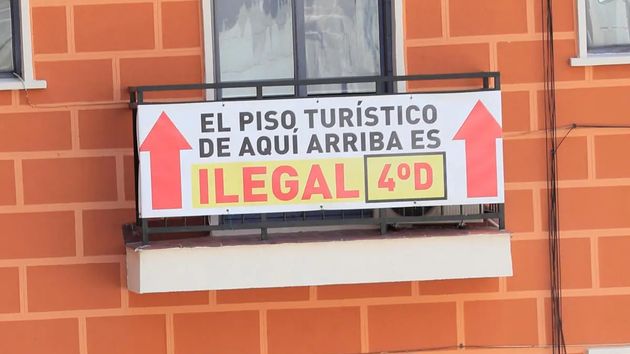 EL PISO TURÍSTICO
DE AQUÍ ARRIBA ES
ILEGAL 4ºD